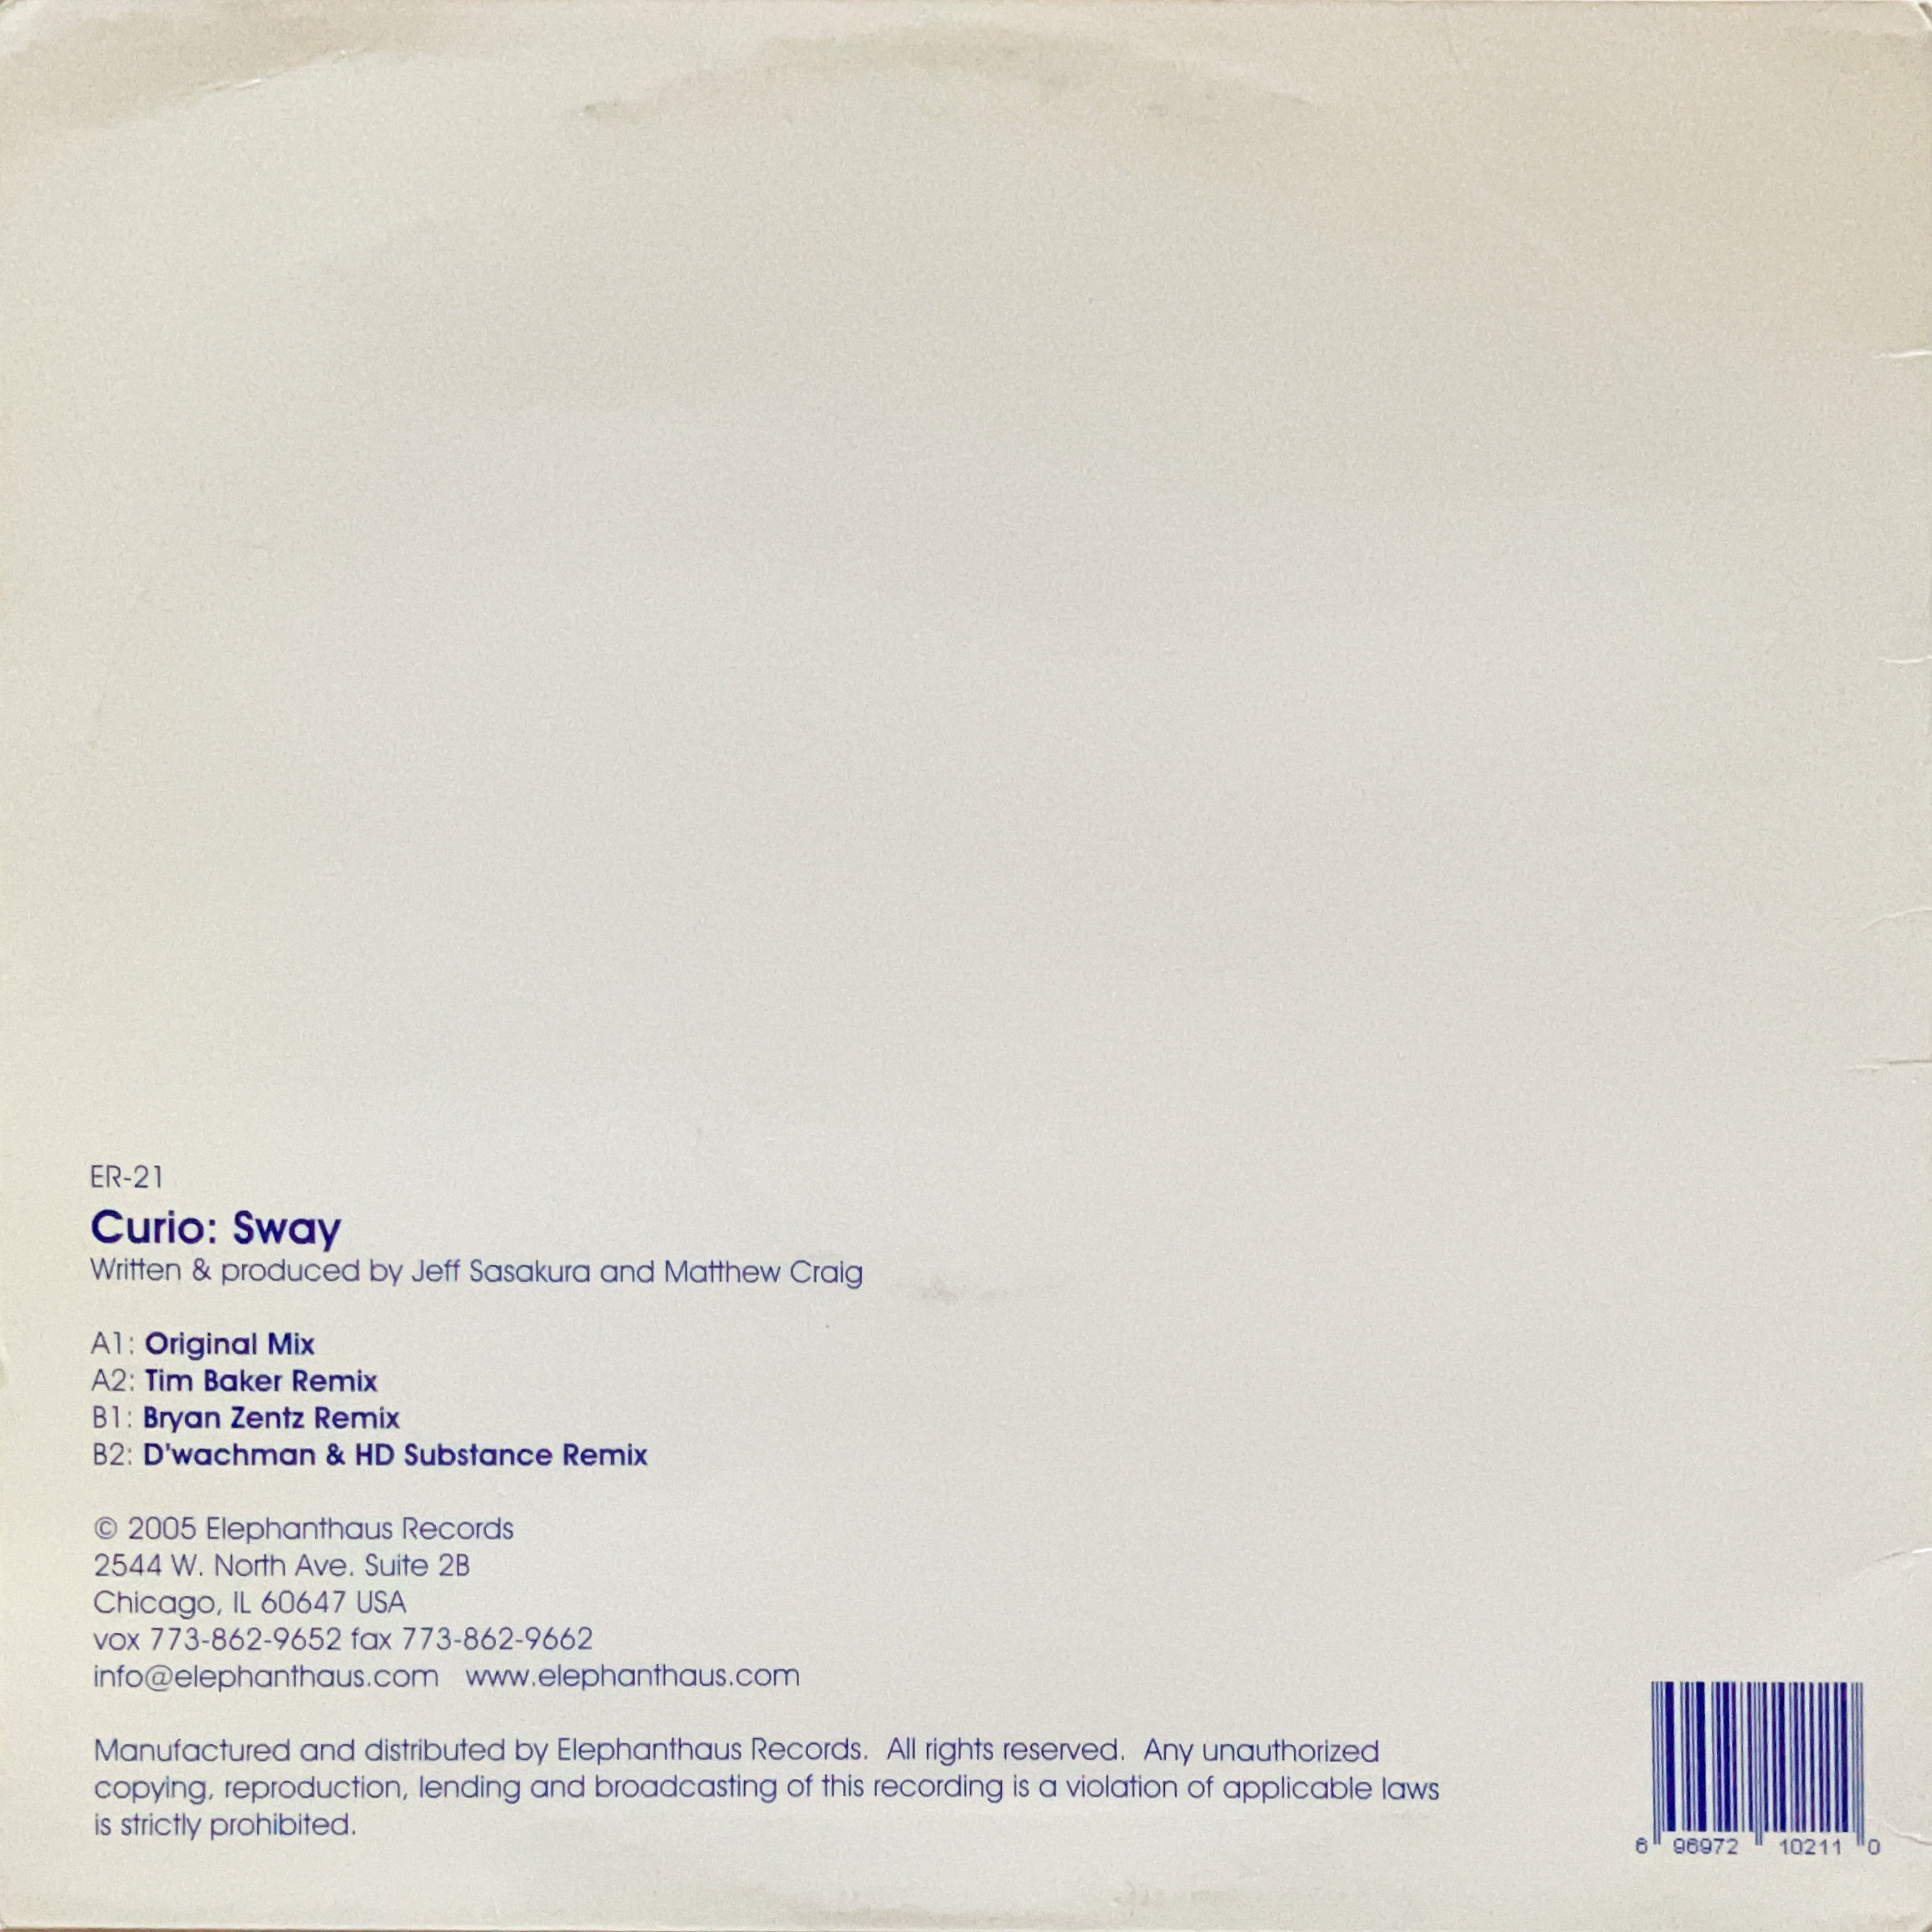 ER-21
Curio: Sway
Written & produced by Jeff Sasakura and Matthew Craig
A1: Original Mix
A2: Tim Baker Remix
B1: Bryan Zentz Remix
B2: D'wachman & HD Substance Remix
© 2005 Elephanthaus Records
2544 W. North Ave. Suite 2B
Chicago, IL 60647 USA
vox 773-862-9652 fax 773-862-9662
info@elephanthaus.com www.elephanthaus.com
Manufactured and distributed by Elephanthaus Records. All rights reserved. Any unauthorized
copying, reproduction, lending and broadcasting of this recording is a violation of applicable laws
is strictly prohibited.
6 96972 10211 0